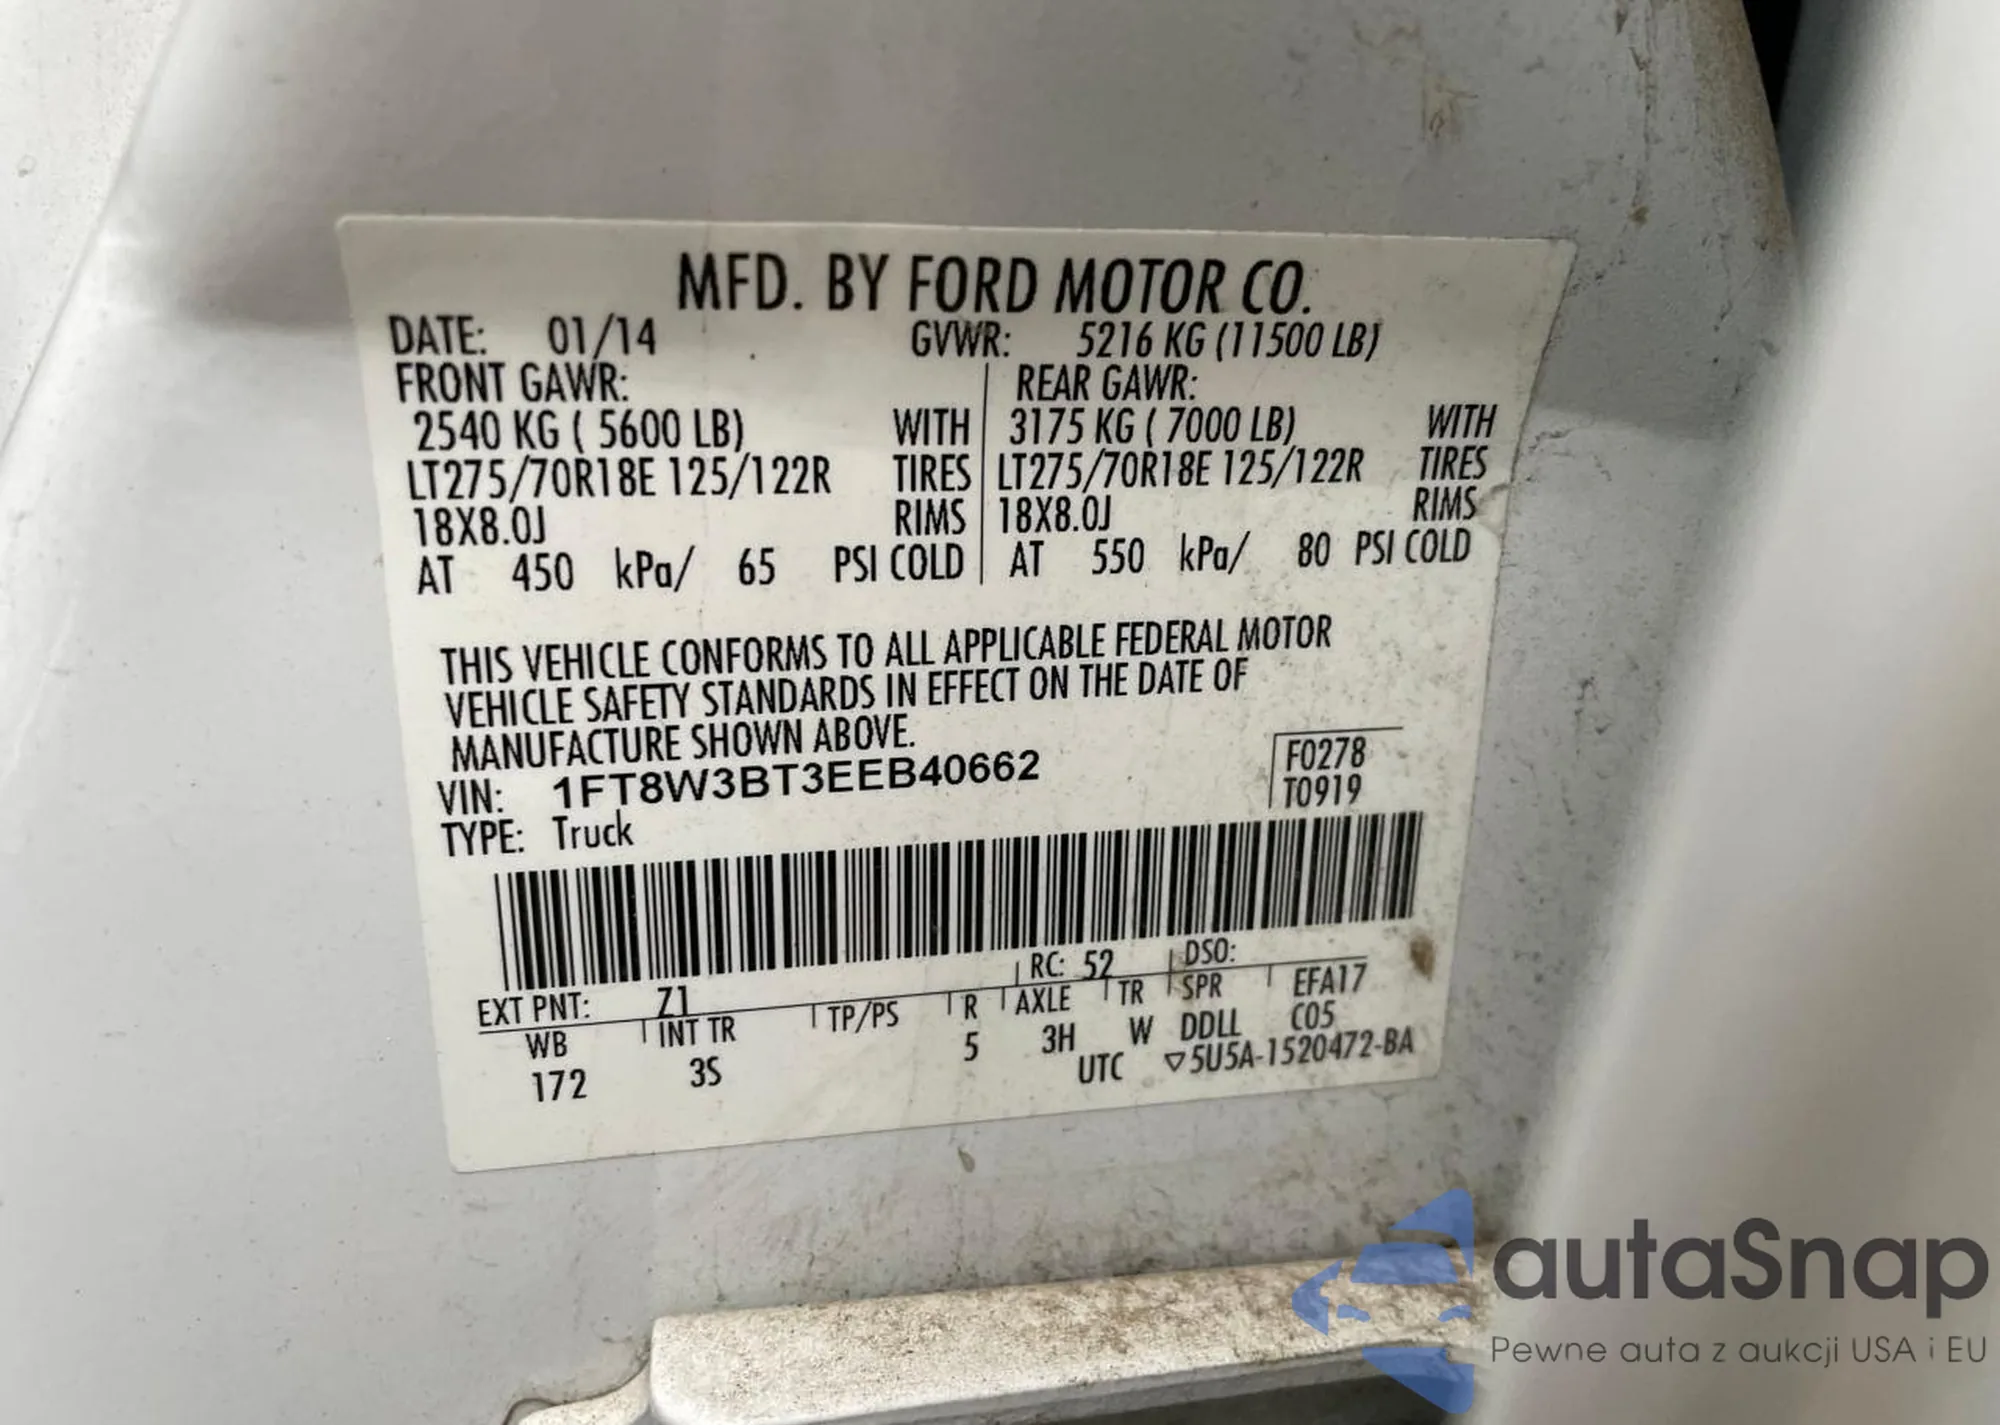 MFD. BY FORD MOTOR CO.
DATE: 01/14 GVWR: 5216 KG (11500 LB)
FRONT GAWR: REAR GAWR:
2540 KG ( 5600 LB) WITH 3175 KG ( 7000 LB) WITH
LT275/70R18E 125/122R TIRES LT275/70R18E 125/122R TIRES
18X8.0J RIMS 18X8.0J RIMS
AT 450 kPa/ 65 PSI COLD AT 550 kPa/ 80 PSI COLD
THIS VEHICLE CONFORMS TO ALL APPLICABLE FEDERAL MOTOR
VEHICLE SAFETY STANDARDS IN EFFECT ON THE DATE OF
MANUFACTURE SHOWN ABOVE.
VIN: 1FT8W3BT3EEB40662 F0278
TYPE: Truck T0919
RC: 52 DSO:
EXT PNT: Z1
WB INT TR TP/PS R AXLE TR SPR EFA17
172 3S 5 3H W DDLL C05
UTC ▽5U5A-1520472-BA
autaSnap
Pewne auta z aukcji USA i EU